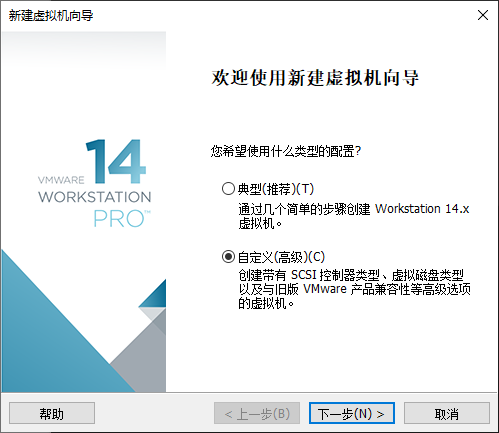 新建虚拟机向导
欢迎使用新建虚拟机向导
VMWARE 14
WORKSTATION
PRO™
您希望使用什么类型的配置?
典型(推荐)(T)
通过几个简单的步骤创建 Workstation 14.x
虚拟机。
自定义(高级)(C)
创建带有 SCSI 控制器类型、虚拟磁盘类型
以及与旧版 VMware 产品兼容性等高级选项
的虚拟机。
帮助
< 上一步(B)
下一步(N) >
取消